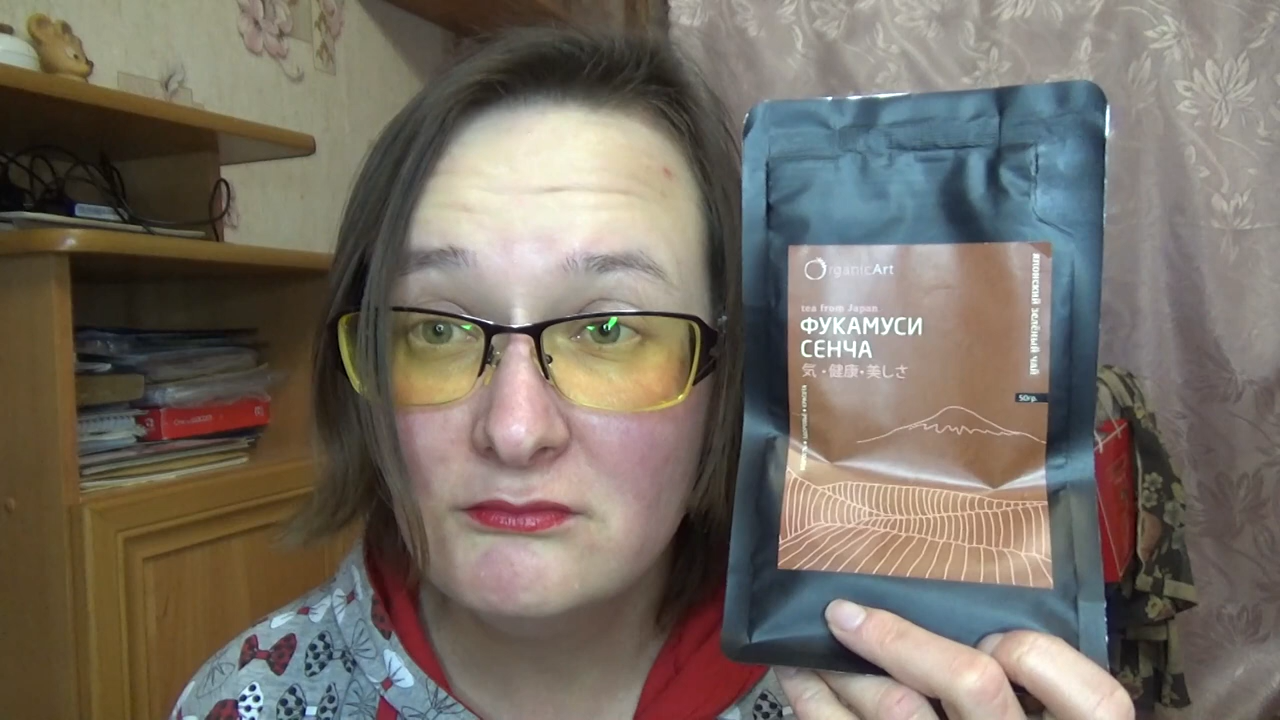 OrganicArt
tea from Japan
ФУКАМУСИ
СЕНЧА
気・健康・美しさ
японский зелёный чай
50гр.